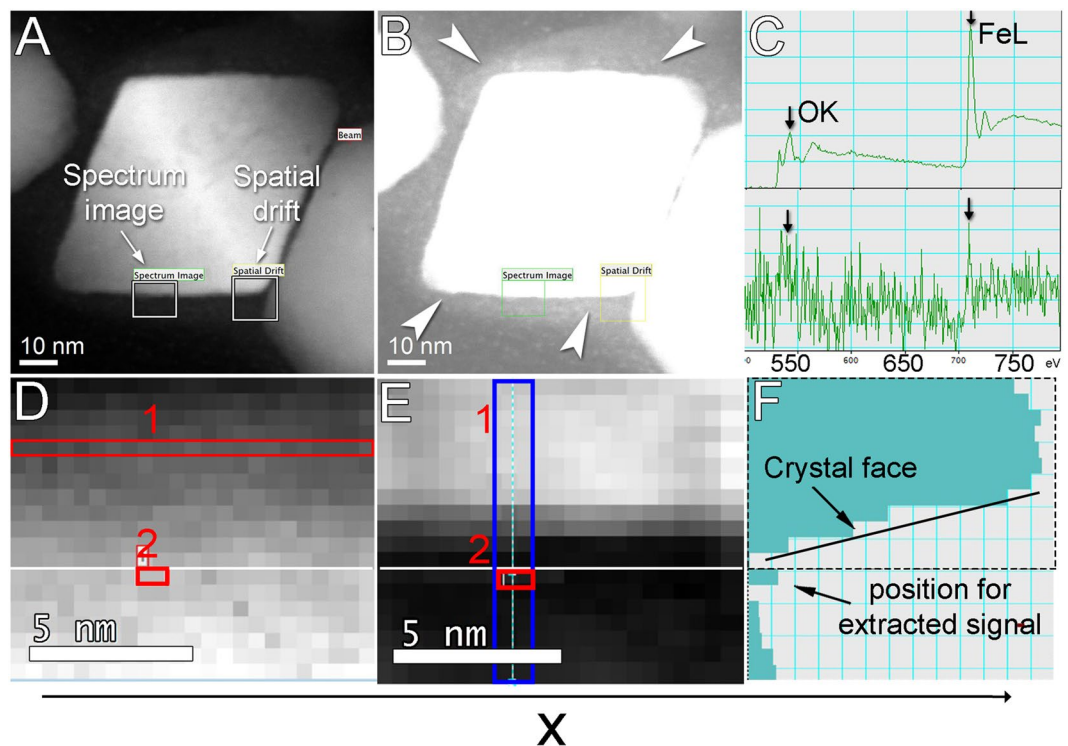 A
Beam
Spectrum
image
Spatial
drift
Spectrum Image
Spatial Drift
10 nm
B
Spectrum Image
Spatial Drift
10 nm
C
FeL
OK
550
600
650
700
750
eV
D
1
2
5 nm
E
1
2
5 nm
F
Crystal face
position for
extracted signal
X